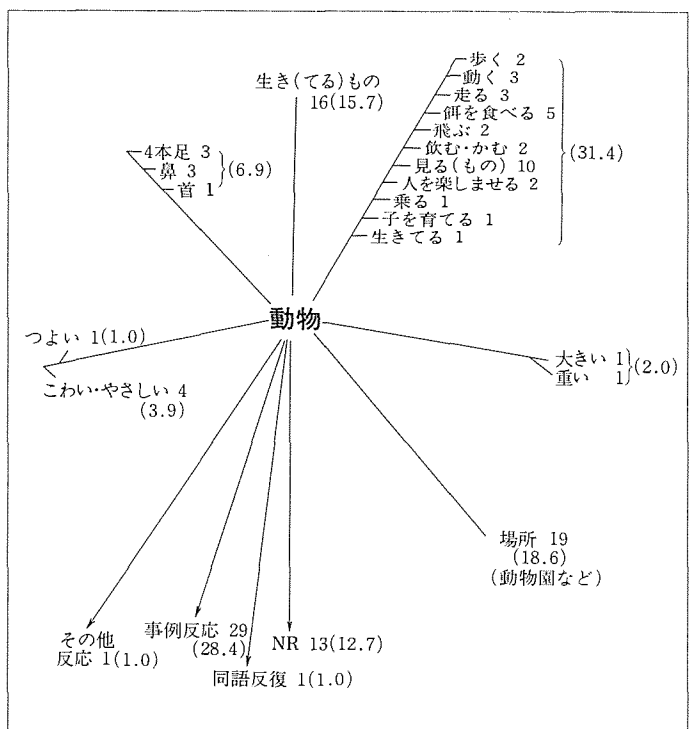 生き(てる)もの
16(15.7)
歩く 2
動く 3
走る 3
餌を食べる 5
飛ぶ 2
飲む・かむ 2
見る(もの) 10
人を楽しませる 2
乗る 1
子を育てる 1
生きてる 1
(31.4)
4本足 3
鼻 3
首 1
(6.9)
動物
つよい 1(1.0)
こわい・やさしい 4
(3.9)
大きい 1
重い 1
(2.0)
場所 19
(18.6)
(動物園など)
その他
反応 1(1.0)
事例反応 29
(28.4)
同語反復 1(1.0)
NR 13(12.7)